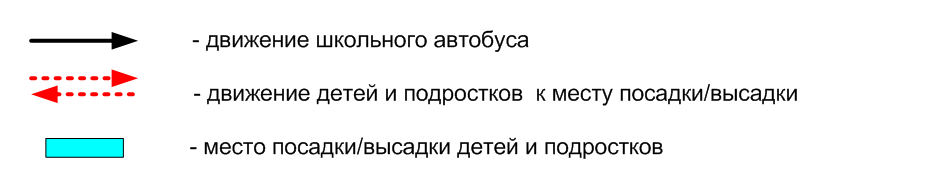 - движение школьного автобуса
- движение детей и подростков к месту посадки/высадки
- место посадки/высадки детей и подростков